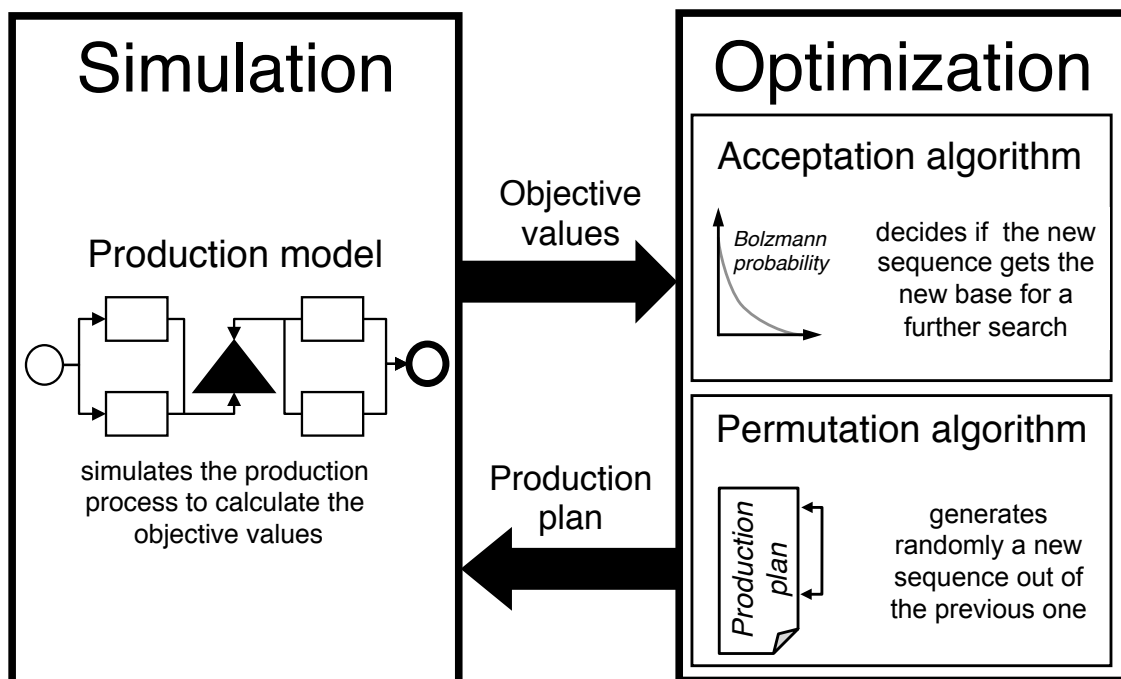 Simulation
Production model
simulates the production
process to calculate the
objective values
Objective
values
Production
plan
Optimization
Acceptation algorithm
Bolzmann
probability
decides if the new
sequence gets the
new base for a
further search
Permutation algorithm
Production
plan
generates
randomly a new
sequence out of
the previous one